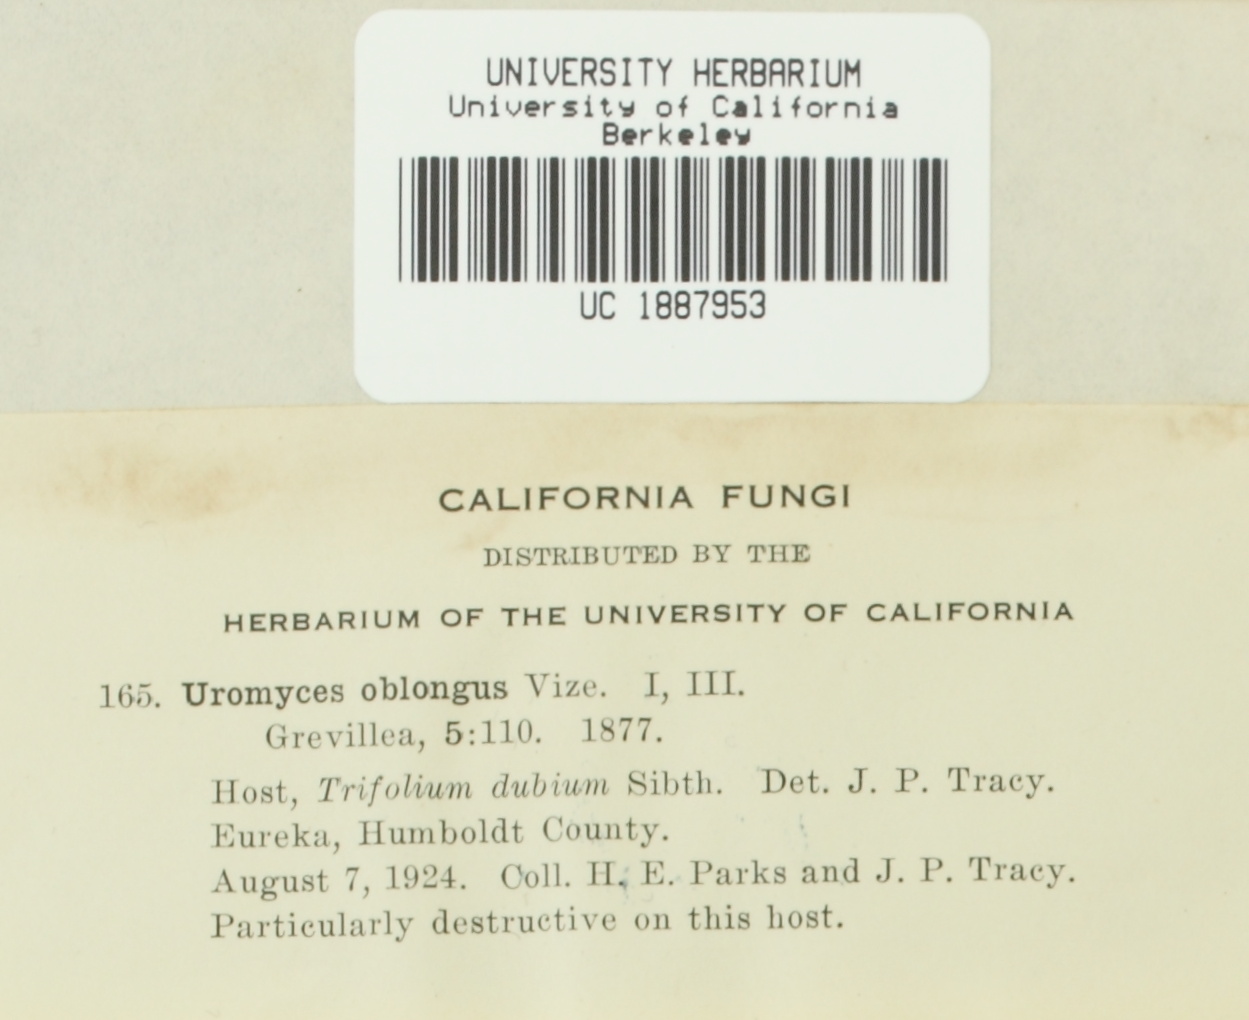 UNIVERSITY HERBARIUM
University of California
Berkeley
UC 1887953
CALIFORNIA FUNGI
DISTRIBUTED BY THE
HERBARIUM OF THE UNIVERSITY OF CALIFORNIA
165. Uromyces oblongus Vize. I, III.
Grevillea, 5:110. 1877.
Host, Trifolium dubium Sibth. Det. J. P. Tracy.
Eureka, Humboldt County.
August 7, 1924. Coll. H. E. Parks and J. P. Tracy.
Particularly destructive on this host.